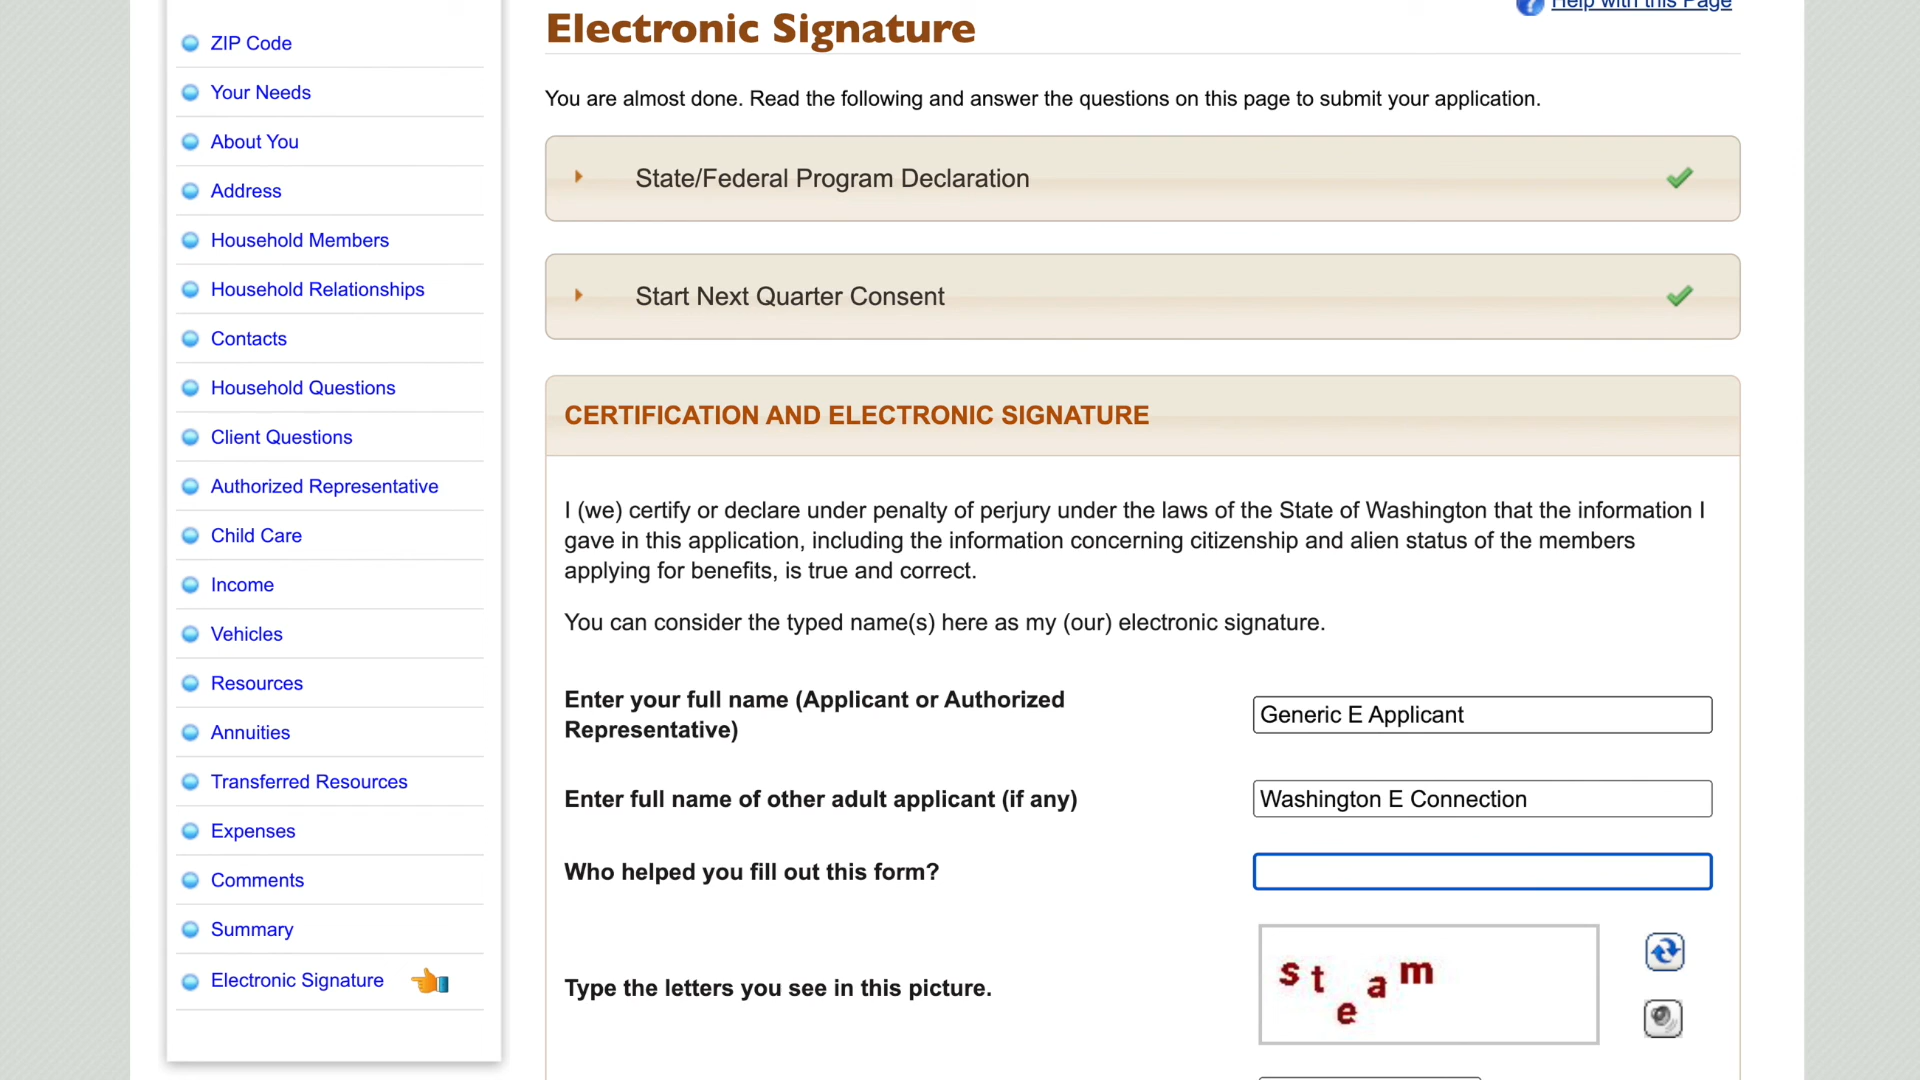 Help with this Page
Electronic Signature
You are almost done. Read the following and answer the questions on this page to submit your application.
ZIP Code
Your Needs
About You
Address
Household Members
Household Relationships
Contacts
Household Questions
Client Questions
Authorized Representative
Child Care
Income
Vehicles
Resources
Annuities
Transferred Resources
Expenses
Comments
Summary
Electronic Signature
State/Federal Program Declaration
Start Next Quarter Consent
CERTIFICATION AND ELECTRONIC SIGNATURE
I (we) certify or declare under penalty of perjury under the laws of the State of Washington that the information I
gave in this application, including the information concerning citizenship and alien status of the members
applying for benefits, is true and correct.
You can consider the typed name(s) here as my (our) electronic signature.
Enter your full name (Applicant or Authorized
Representative)
Generic E Applicant
Enter full name of other adult applicant (if any)
Washington E Connection
Who helped you fill out this form?
Type the letters you see in this picture.
steam